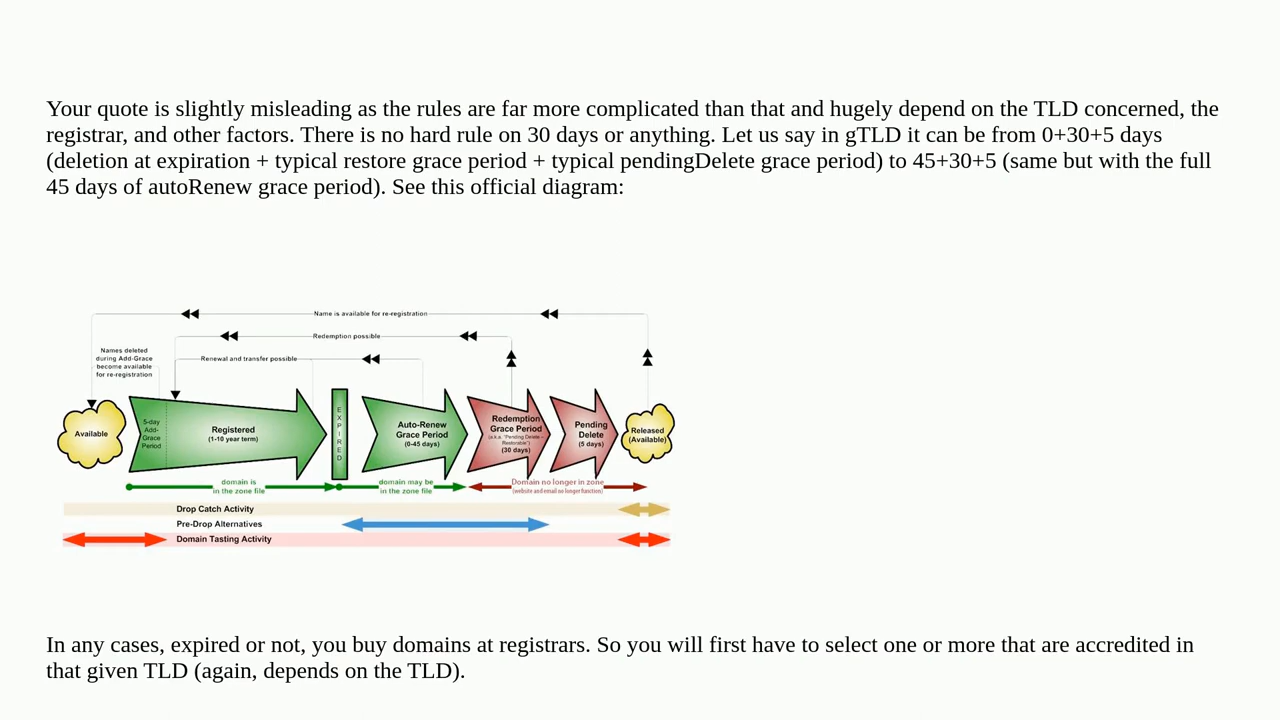 Your quote is slightly misleading as the rules are far more complicated than that and hugely depend on the TLD concerned, the
registrar, and other factors. There is no hard rule on 30 days or anything. Let us say in gTLD it can be from 0+30+5 days
(deletion at expiration + typical restore grace period + typical pendingDelete grace period) to 45+30+5 (same but with the full
45 days of autoRenew grace period). See this official diagram:
Name is available for re-registration
Redemption possible
Renewal and transfer possible
Names deleted
during Add-Grace
become available
for re-registration
Available
5-day
Add-
Grace
Period
Registered
(1-10 year term)
EXPIRED
Auto-Renew
Grace Period
(0-45 days)
Redemption
Grace Period
(a.k.a. "Pending Delete –
Restorable")
(30 days)
Pending
Delete
(5 days)
Released
(Available)
domain is
in the zone file
domain may be
in the zone file
Domain no longer in zone
(website and email no longer function)
Drop Catch Activity
Pre-Drop Alternatives
Domain Tasting Activity
In any cases, expired or not, you buy domains at registrars. So you will first have to select one or more that are accredited in
that given TLD (again, depends on the TLD).